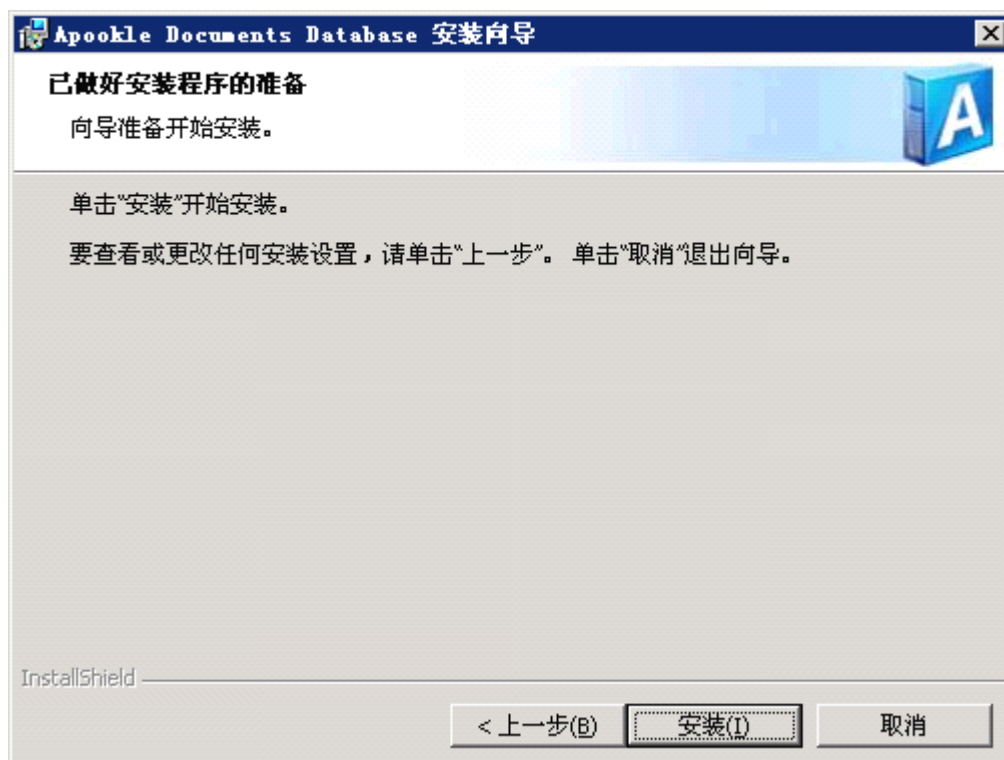 Apookle Documents Database 安装向导
已做好安装程序的准备
向导准备开始安装。
A
单击“安装”开始安装。
要查看或更改任何安装设置，请单击“上一步”。 单击“取消”退出向导。
InstallShield
< 上一步(B)
安装(I)
取消